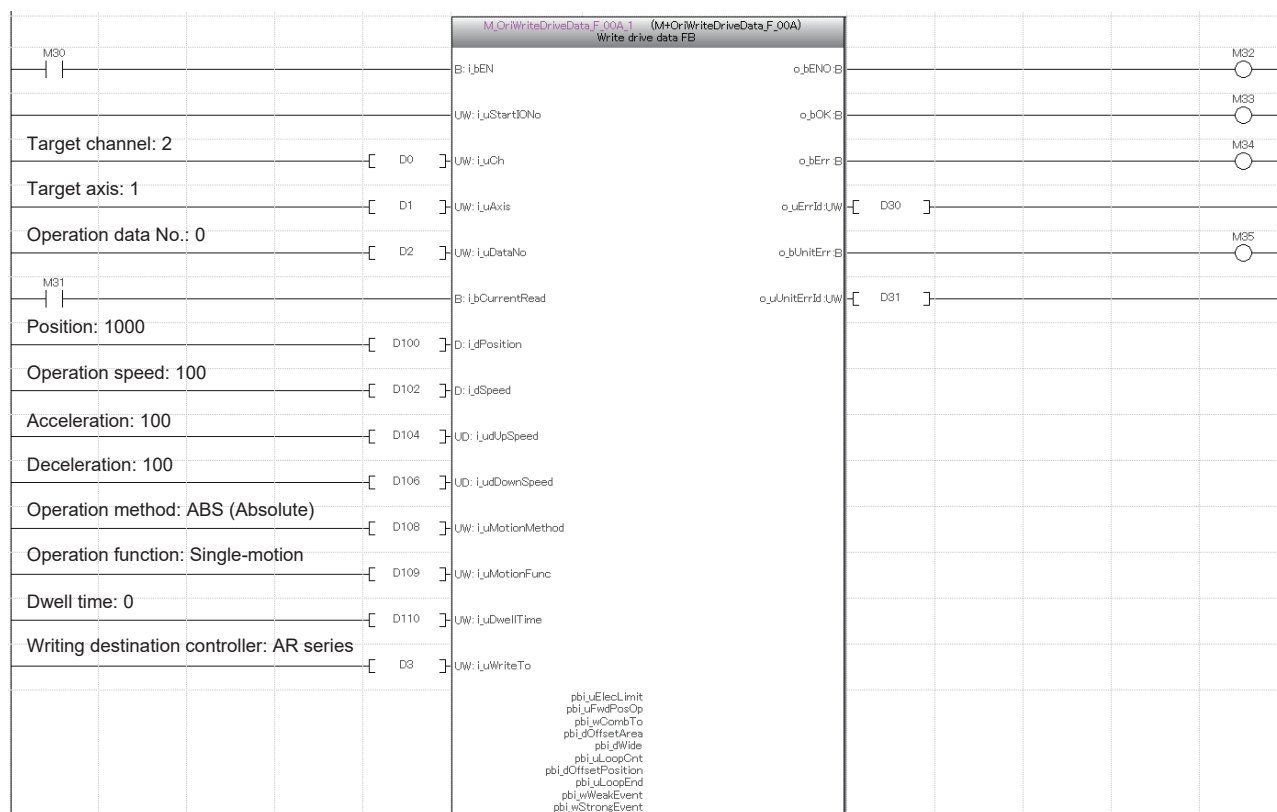 M_OriWriteDriveData_F_00A_1 (M+OriWriteDriveData_F_00A)
Write drive data FB
M30
B: i_bEN
o_bENO:B
M32
UW: i_uStartIONo
o_bOK:B
M33
Target channel: 2
D0
UW: i_uCh
o_bErr:B
M34
Target axis: 1
D1
UW: i_uAxis
o_uErrId:UW
D30
Operation data No.: 0
D2
UW: i_uDataNo
o_bUnitErr:B
M35
M31
B: i_bCurrentRead
o_uUnitErrId:UW
D31
Position: 1000
D100
D: i_dPosition
Operation speed: 100
D102
D: i_dSpeed
Acceleration: 100
D104
UD: i_udUpSpeed
Deceleration: 100
D106
UD: i_udDownSpeed
Operation method: ABS (Absolute)
D108
UW: i_uMotionMethod
Operation function: Single-motion
D109
UW: i_uMotionFunc
Dwell time: 0
D110
UW: i_uDwellTime
Writing destination controller: AR series
D3
UW: i_uWriteTo
pbi_uElecLimit
pbi_uFwdPosOp
pbi_wCombTo
pbi_dOffsetArea
pbi_dWide
pbi_uLoopCnt
pbi_dOffsetPosition
pbi_uLoopEnd
pbi_wWeakEvent
pbi_wStrongEvent